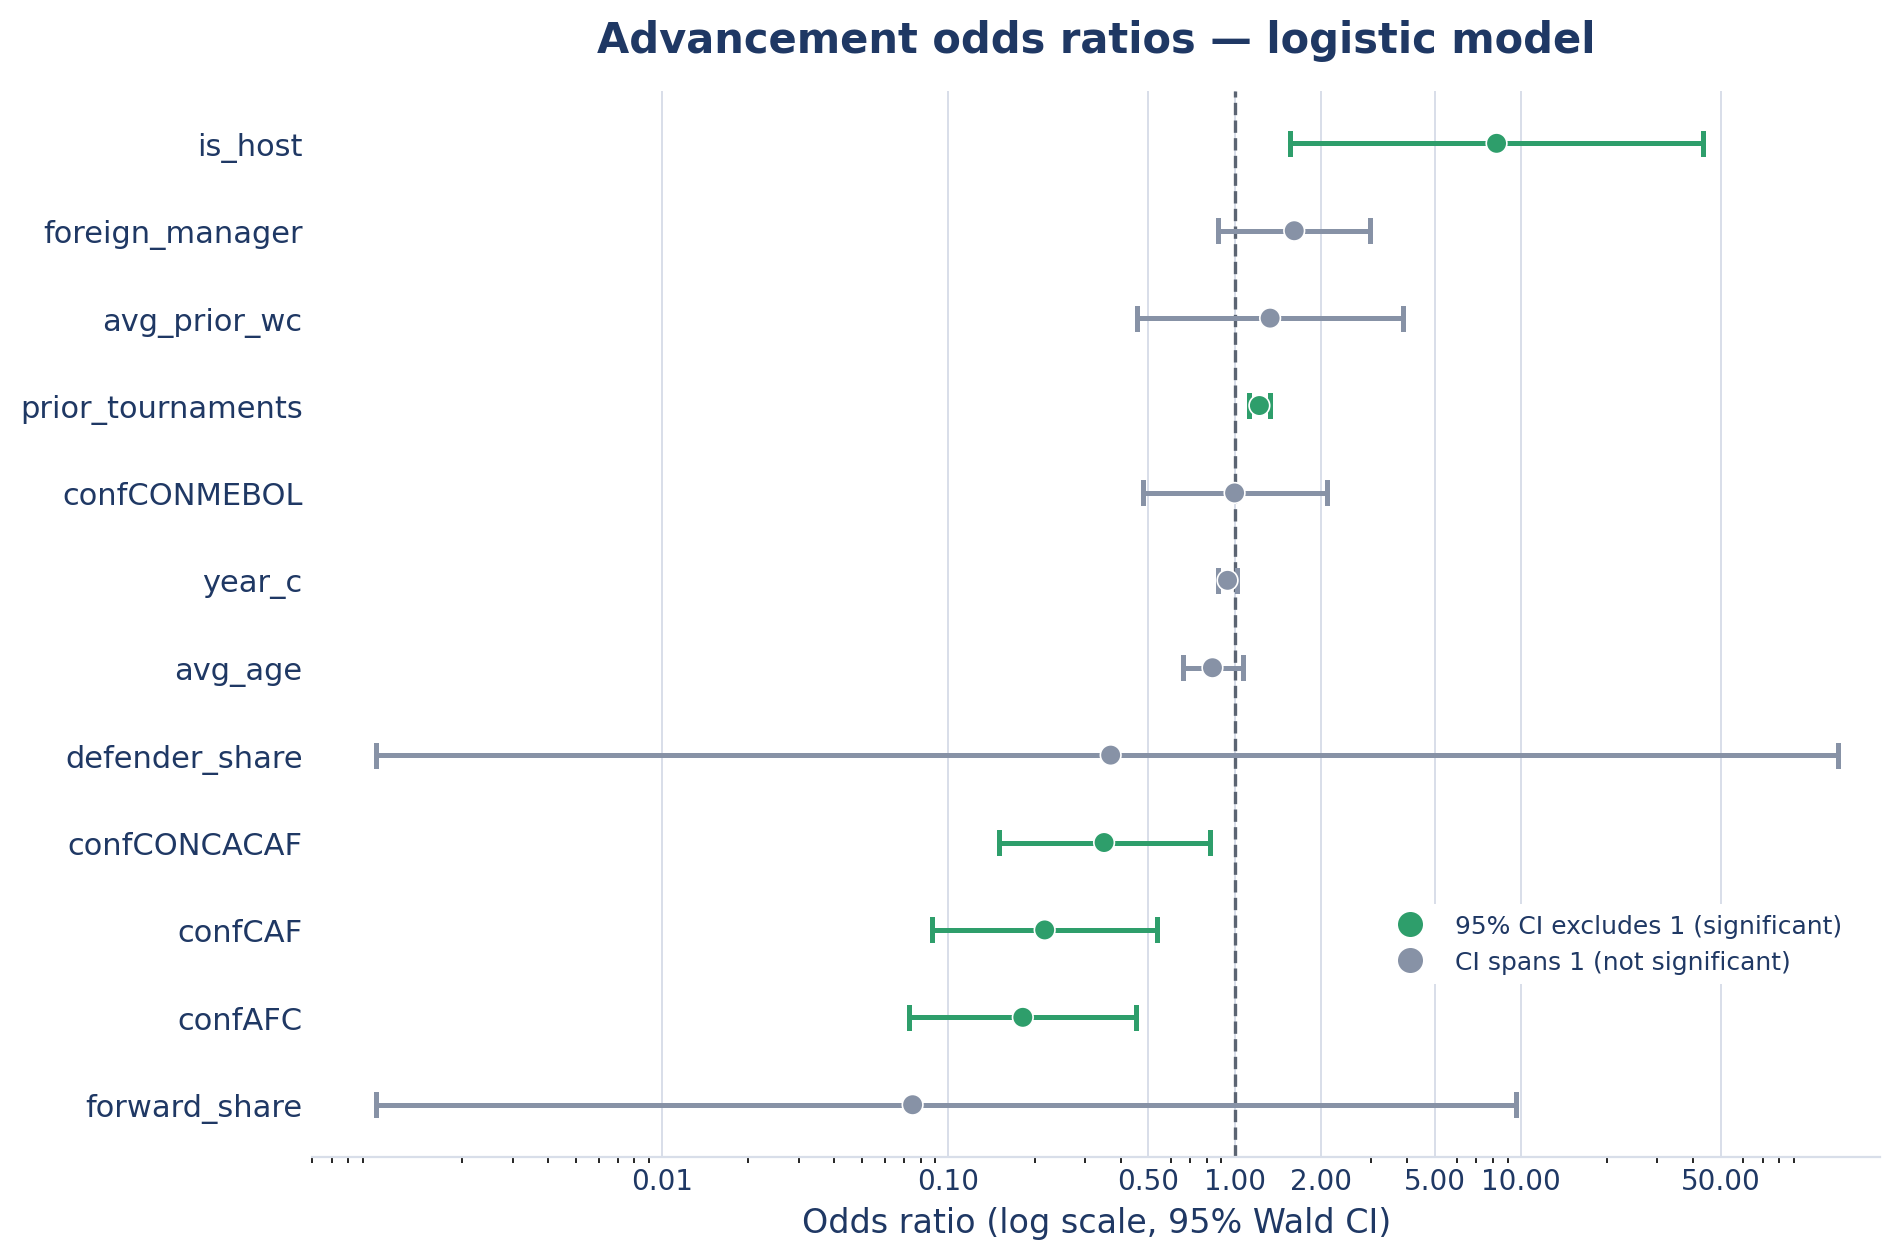 Advancement odds ratios — logistic model
is_host
foreign_manager
avg_prior_wc
prior_tournaments
confCONMEBOL
year_c
avg_age
defender_share
confCONCACAF
confCAF
confAFC
forward_share
95% CI excludes 1 (significant)
CI spans 1 (not significant)
0.01 0.10 0.50 1.00 2.00 5.00 10.00 50.00
Odds ratio (log scale, 95% Wald CI)